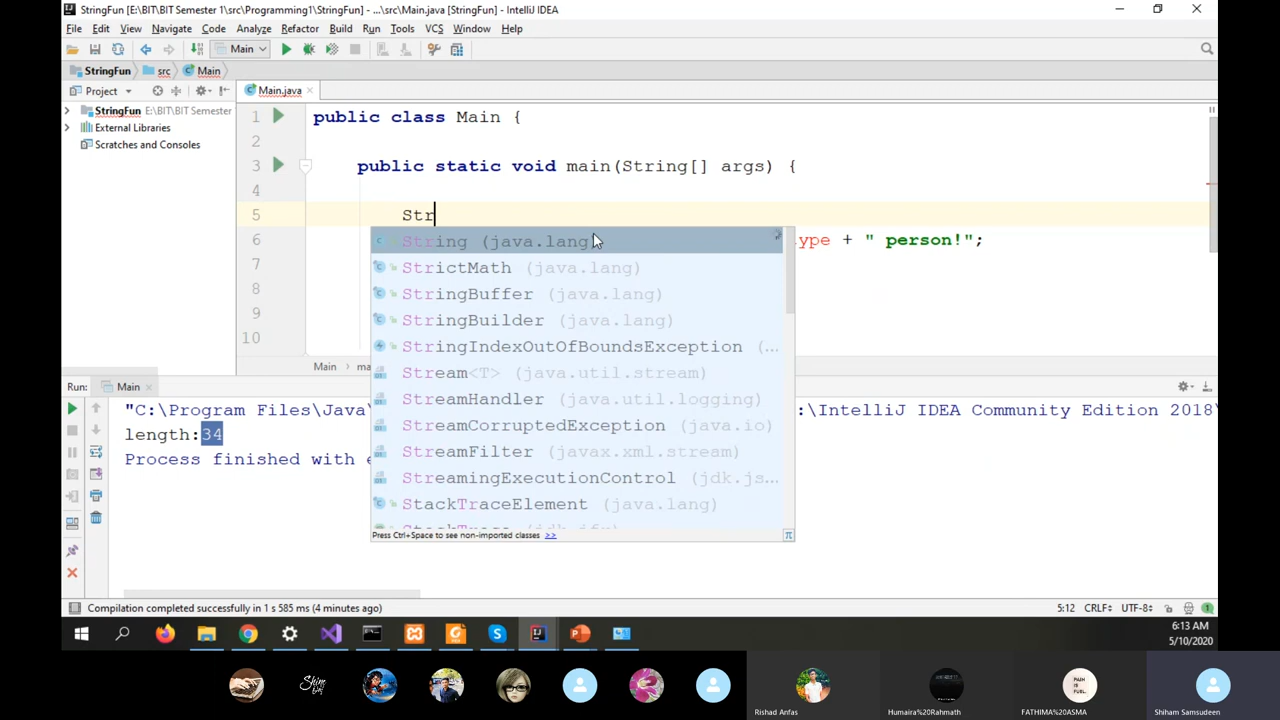 StringFun [E:\BIT\BIT Semester 1\src\Programming1\StringFun] - ...\src\Main.java [StringFun] - IntelliJ IDEA
File Edit View Navigate Code Analyze Refactor Build Run Tools VCS Window Help
Main
StringFun src Main
Project
Main.java
StringFun E:\BIT\BIT Semester
External Libraries
Scratches and Consoles
1 public class Main {
2
3 public static void main(String[] args) {
4
5 Str
6 ype + " person!";
7
8
9
10
String (java.lang)
StrictMath (java.lang)
StringBuffer (java.lang)
StringBuilder (java.lang)
StringIndexOutOfBoundsException (...
Stream<T> (java.util.stream)
StreamHandler (java.util.logging)
StreamCorruptedException (java.io)
StreamFilter (javax.xml.stream)
StreamingExecutionControl (jdk.js...
StackTraceElement (java.lang)
Press Ctrl+Space to see non-imported classes >>
Main ma
Run: Main
"C:\Program Files\Java\ :\IntelliJ IDEA Community Edition 2018\
length:34
Process finished with e
Compilation completed successfully in 1 s 585 ms (4 minutes ago)
5:12 CRLF÷ UTF-8÷
6:13 AM
5/10/2020
Rishad Anfas
Humaira%20Rahmath
FATHIMA%20ASMA
Shiham Samsudeen